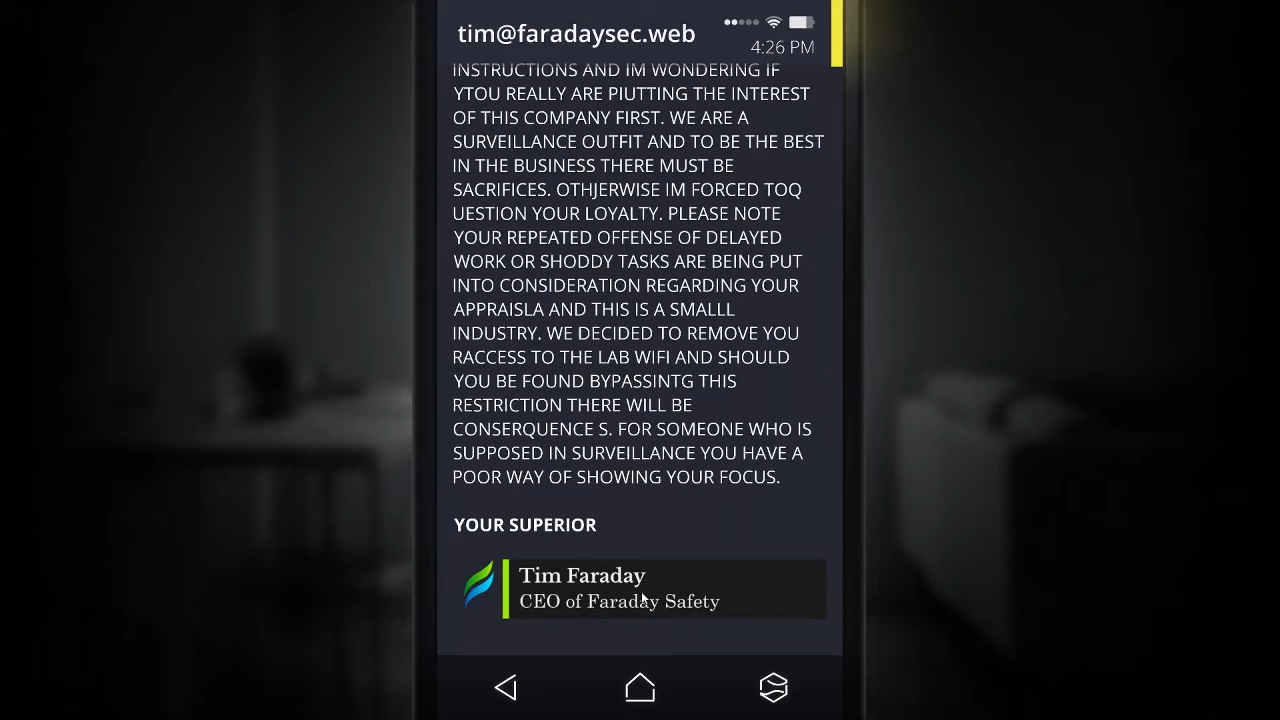 tim@faradaysec.web
4:26 PM
INSTRUCTIONS AND IM WONDERING IF
YTOU REALLY ARE PIUTTING THE INTEREST
OF THIS COMPANY FIRST. WE ARE A
SURVEILLANCE OUTFIT AND TO BE THE BEST
IN THE BUSINESS THERE MUST BE
SACRIFICES. OTHJERWISE IM FORCED TOQ
UESTION YOUR LOYALTY. PLEASE NOTE
YOUR REPEATED OFFENSE OF DELAYED
WORK OR SHODDY TASKS ARE BEING PUT
INTO CONSIDERATION REGARDING YOUR
APPRAISLA AND THIS IS A SMALLL
INDUSTRY. WE DECIDED TO REMOVE YOU
RACCESS TO THE LAB WIFI AND SHOULD
YOU BE FOUND BYPASSINTG THIS
RESTRICTION THERE WILL BE
CONSERQUENCE S. FOR SOMEONE WHO IS
SUPPOSED IN SURVEILLANCE YOU HAVE A
POOR WAY OF SHOWING YOUR FOCUS.
YOUR SUPERIOR
Tim Faraday
CEO of Faraday Safety